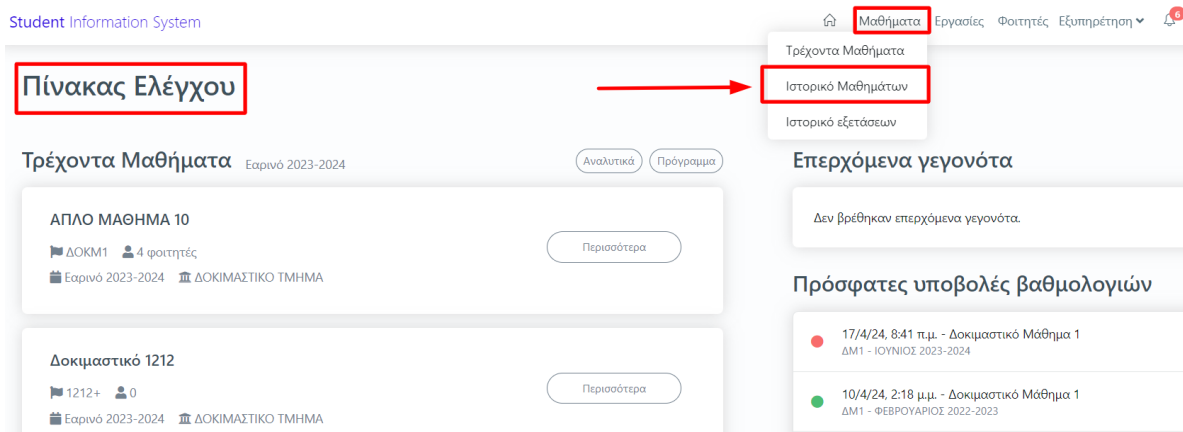 Student Information System
Μαθήματα Εργασίες Φοιτητές Εξυπηρέτηση 6
Τρέχοντα Μαθήματα
Ιστορικό Μαθημάτων
Ιστορικό εξετάσεων
Πίνακας Ελέγχου
Τρέχοντα Μαθήματα Εαρινό 2023-2024 Αναλυτικά Πρόγραμμα
ΑΠΛΟ ΜΑΘΗΜΑ 10
ΔΟΚΜ1 4 φοιτητές
Εαρινό 2023-2024 ΔΟΚΙΜΑΣΤΙΚΟ ΤΜΗΜΑ
Περισσότερα
Δοκιμαστικό 1212
1212+ 0
Εαρινό 2023-2024 ΔΟΚΙΜΑΣΤΙΚΟ ΤΜΗΜΑ
Περισσότερα
Επερχόμενα γεγονότα
Δεν βρέθηκαν επερχόμενα γεγονότα.
Πρόσφατες υποβολές βαθμολογιών
17/4/24, 8:41 π.μ. - Δοκιμαστικό Μάθημα 1
ΔΜ1 - ΙΟΥΝΙΟΣ 2023-2024
10/4/24, 2:18 μ.μ. - Δοκιμαστικό Μάθημα 1
ΔΜ1 - ΦΕΒΡΟΥΑΡΙΟΣ 2022-2023